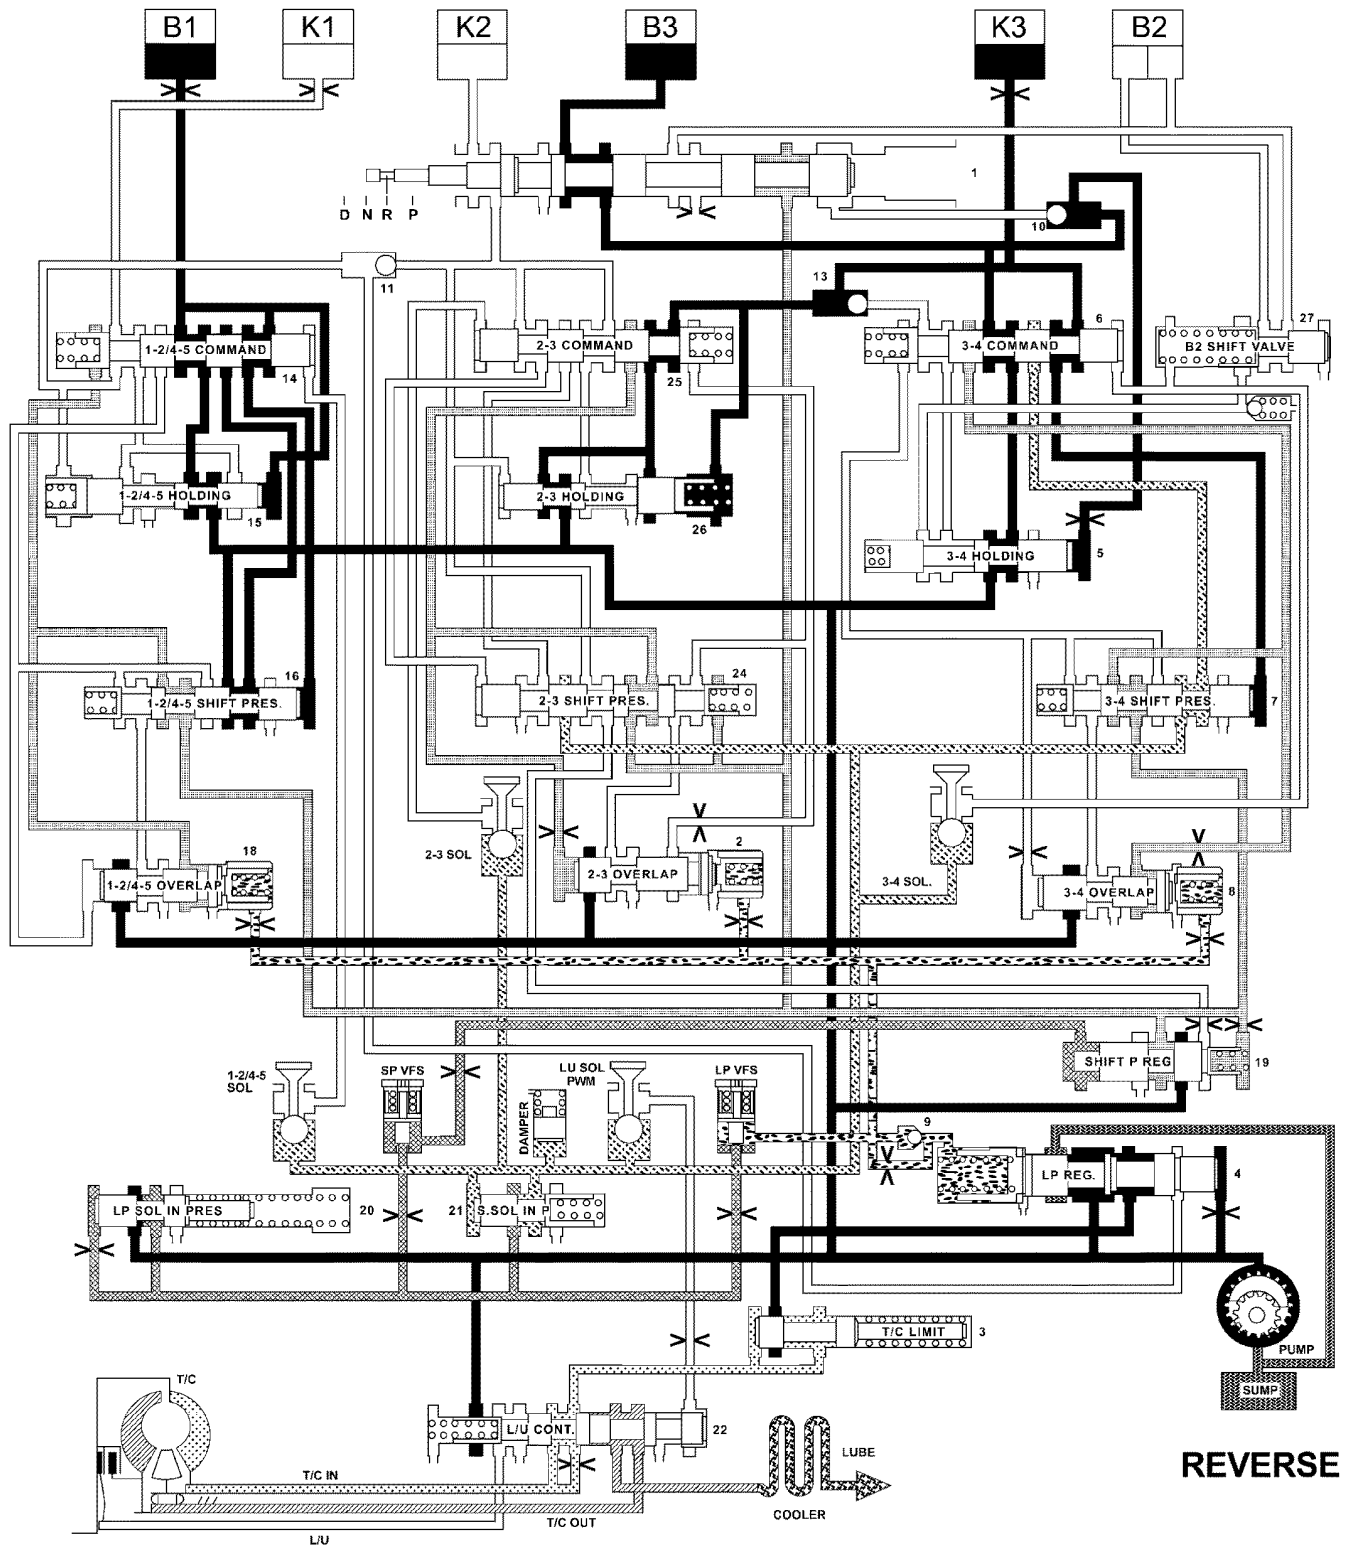 B1 K1 K2 B3 K3 B2
1
D N R P
10
11
13
6
27
1-2/4-5 COMMAND
2-3 COMMAND
3-4 COMMAND
B2 SHIFT VALVE
14
25
1-2/4-5 HOLDING
2-3 HOLDING
15
26
3-4 HOLDING
5
16
24
1-2/4-5 SHIFT PRES.
2-3 SHIFT PRES.
3-4 SHIFT PRES.
7
2-3 SOL
18
2
3-4 SOL.
1-2/4-5 OVERLAP
2-3 OVERLAP
3-4 OVERLAP
8
SHIFT P REG
19
1-2/4-5
SOL
SP VFS
LU SOL
PWM
LP VFS
DAMPER
9
LP REG.
4
LP SOL IN PRES
20
21
S.SOL IN P
T/C LIMIT
3
PUMP
SUMP
T/C
L/U CONT.
22
LUBE
COOLER
T/C IN
T/C OUT
L/U
REVERSE